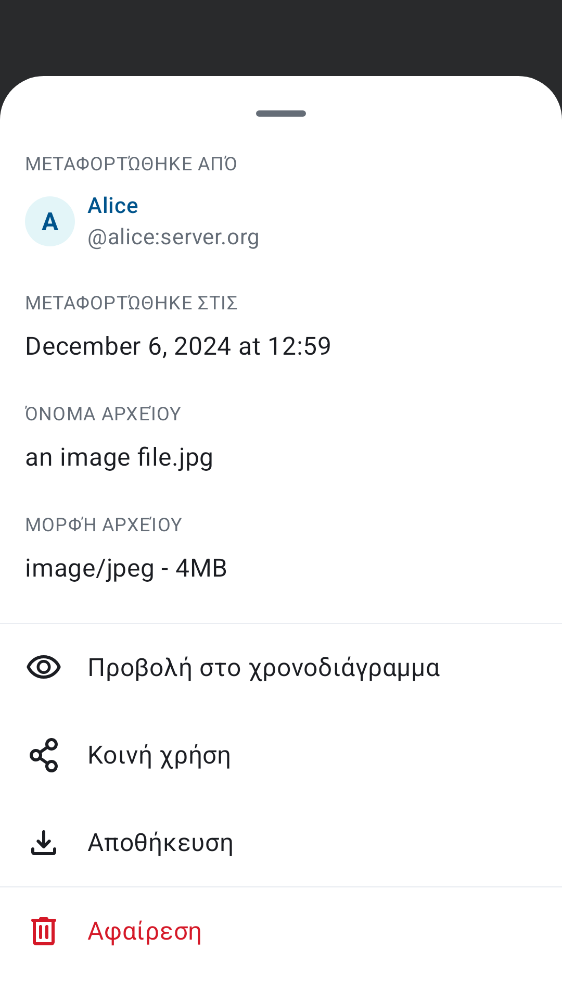 ΜΕΤΑΦΟΡΤΏΘΗΚΕ ΑΠΌ
A
Alice
@alice:server.org
ΜΕΤΑΦΟΡΤΏΘΗΚΕ ΣΤΙΣ
December 6, 2024 at 12:59
ΌΝΟΜΑ ΑΡΧΕΊΟΥ
an image file.jpg
ΜΟΡΦΉ ΑΡΧΕΊΟΥ
image/jpeg - 4MB
Προβολή στο χρονοδιάγραμμα
Κοινή χρήση
Αποθήκευση
Αφαίρεση